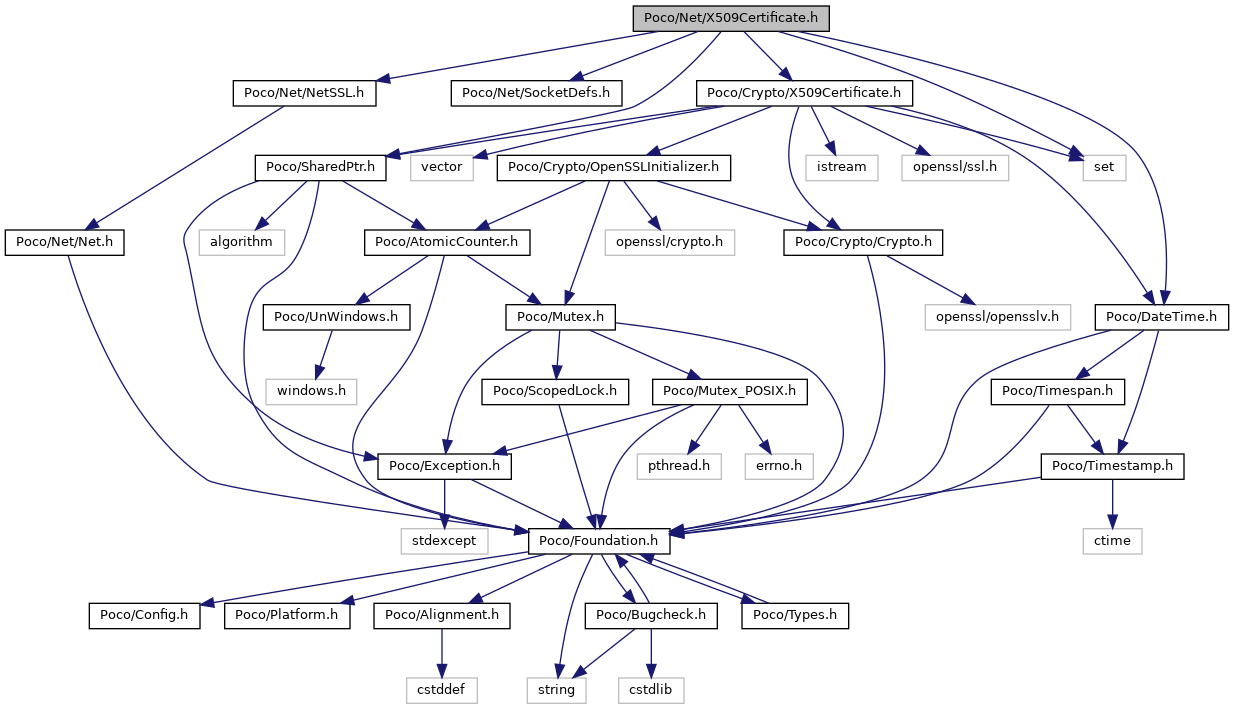 Poco/Net/X509Certificate.h
Poco/Net/NetSSL.h
Poco/Net/SocketDefs.h
Poco/Crypto/X509Certificate.h
Poco/SharedPtr.h
vector
Poco/Crypto/OpenSSLInitializer.h
istream
openssl/ssl.h
set
Poco/Net/Net.h
algorithm
Poco/AtomicCounter.h
openssl/crypto.h
Poco/Crypto/Crypto.h
Poco/UnWindows.h
Poco/Mutex.h
openssl/opensslv.h
Poco/DateTime.h
windows.h
Poco/ScopedLock.h
Poco/Mutex_POSIX.h
Poco/Timespan.h
Poco/Exception.h
pthread.h
errno.h
Poco/Timestamp.h
stdexcept
Poco/Foundation.h
ctime
Poco/Config.h
Poco/Platform.h
Poco/Alignment.h
Poco/Bugcheck.h
Poco/Types.h
cstddef
string
cstdlib